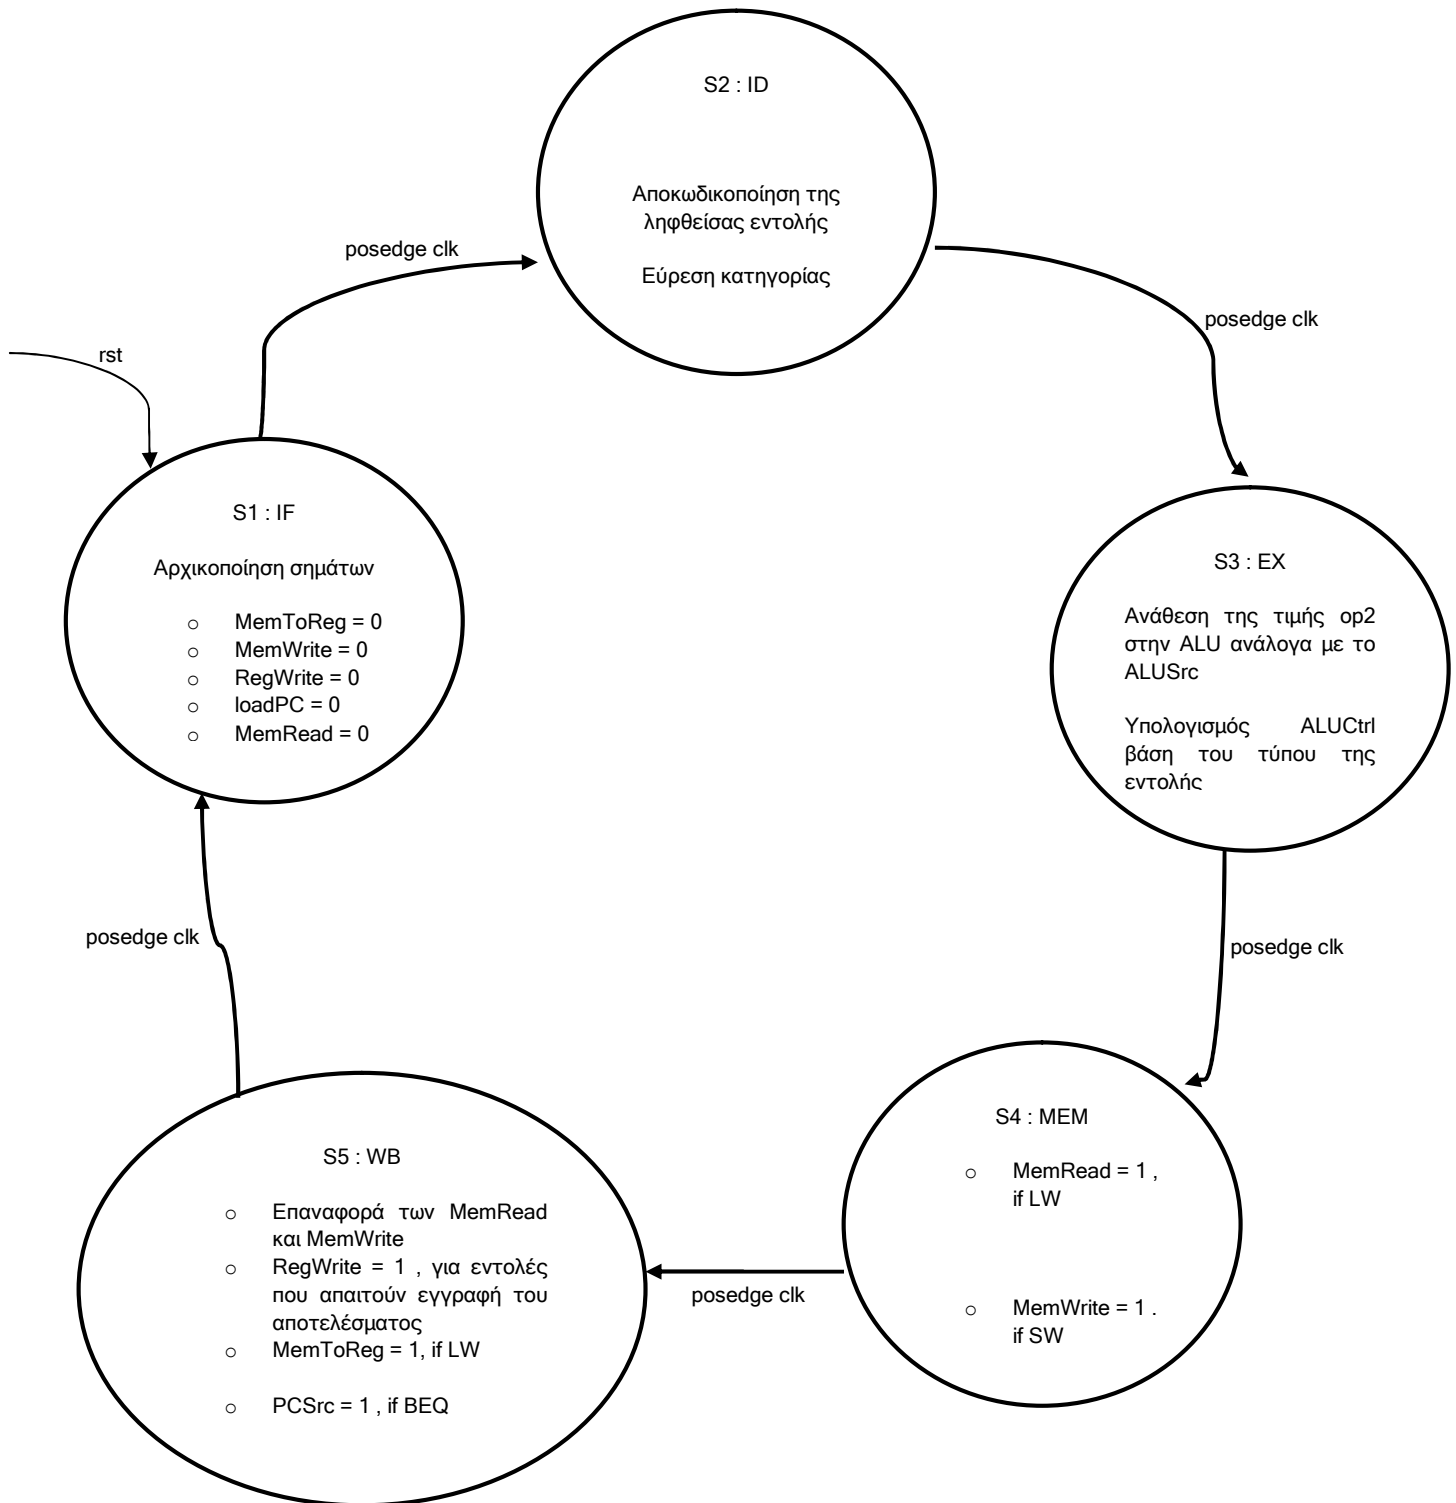 S2 : ID
Αποκωδικοποίηση της
ληφθείσας εντολής
Εύρεση κατηγορίας
posedge clk
posedge clk
rst
S1 : IF
Αρχικοποίηση σημάτων
o MemToReg = 0
o MemWrite = 0
o RegWrite = 0
o loadPC = 0
o MemRead = 0
S3 : EX
Ανάθεση της τιμής op2
στην ALU ανάλογα με το
ALUSrc
Υπολογισμός ALUCtrl
βάση του τύπου της
εντολής
posedge clk
posedge clk
S4 : MEM
o MemRead = 1 ,
if LW
o MemWrite = 1 .
if SW
posedge clk
S5 : WB
o Επαναφορά των MemRead
και MemWrite
o RegWrite = 1 , για εντολές
που απαιτούν εγγραφή του
αποτελέσματος
o MemToReg = 1, if LW
o PCSrc = 1 , if BEQ